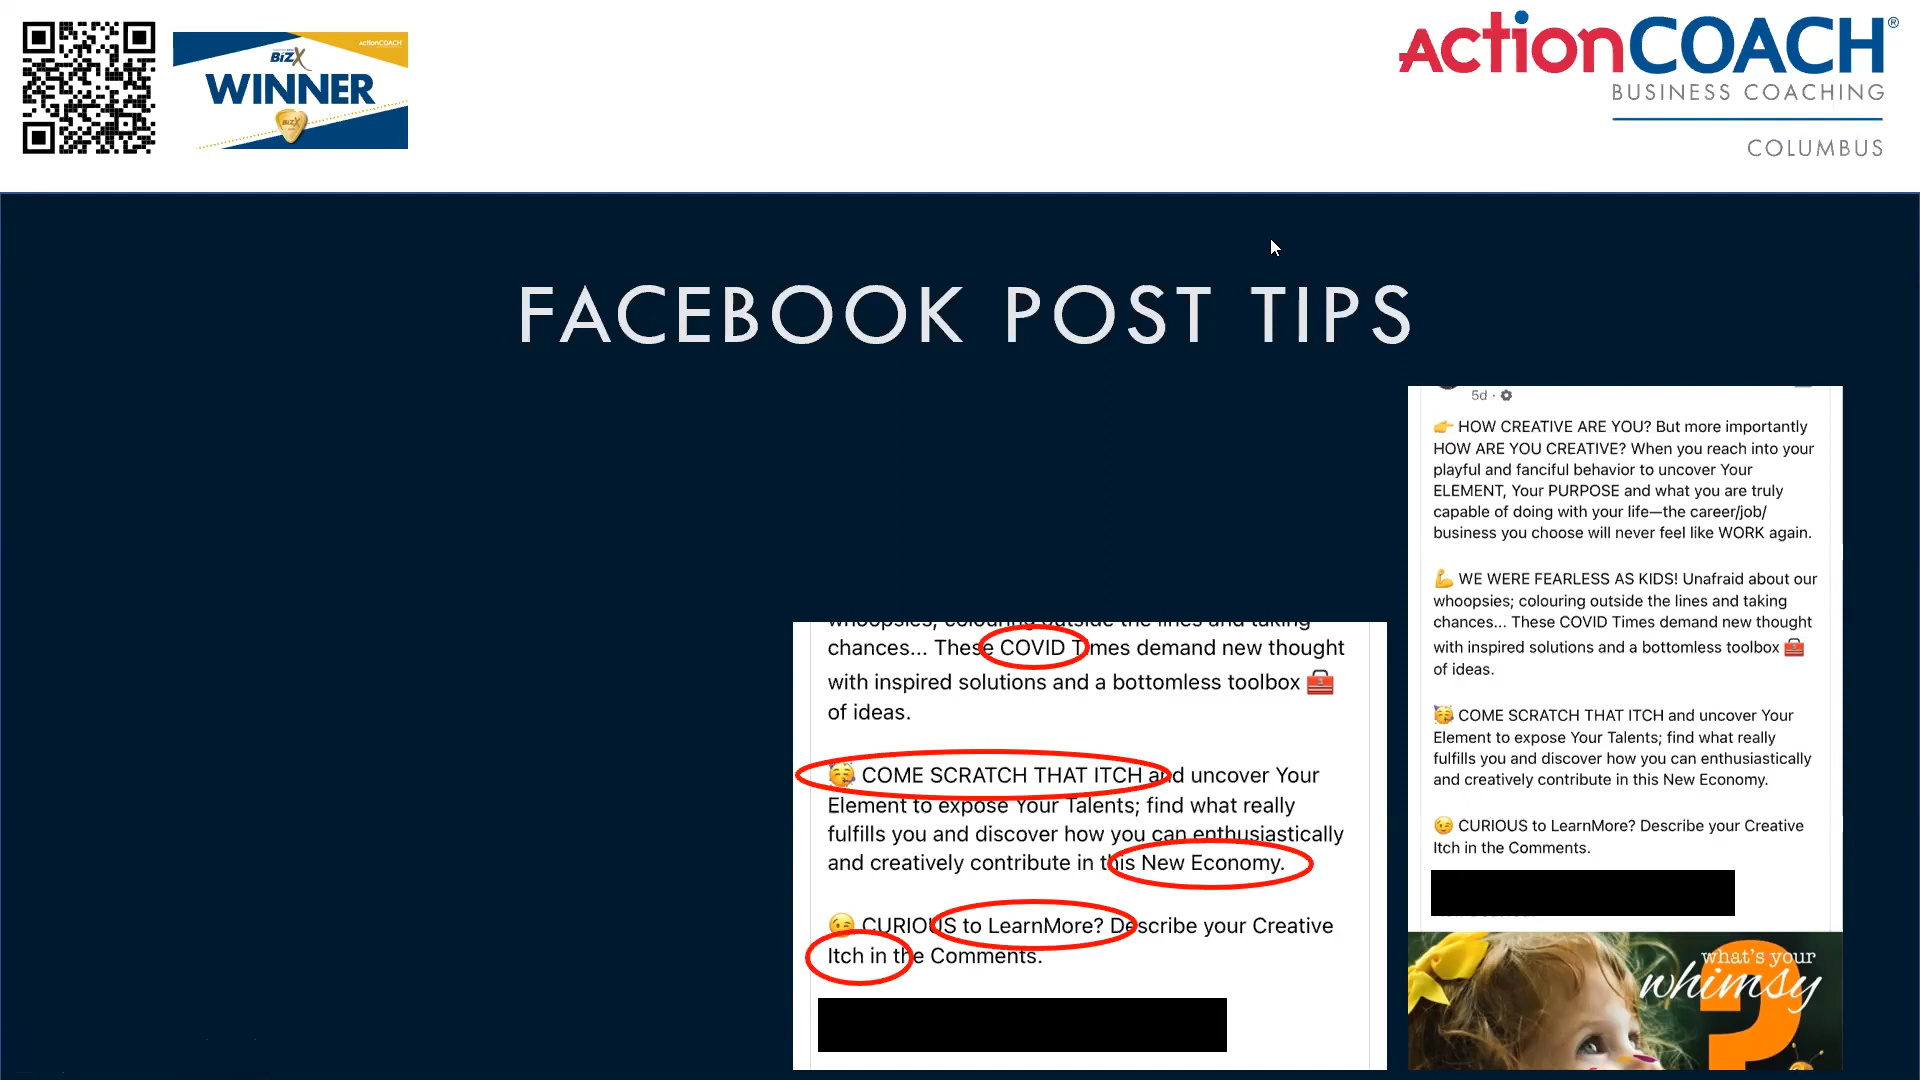 BIZX
WINNER
actionCOACH
BIZX
actionCOACH®
BUSINESS COACHING
COLUMBUS
FACEBOOK POST TIPS
whoopsies; colouring outside the lines and taking
chances... These COVID Times demand new thought
with inspired solutions and a bottomless toolbox 🧰
of ideas.
🥳 COME SCRATCH THAT ITCH and uncover Your
Element to expose Your Talents; find what really
fulfills you and discover how you can enthusiastically
and creatively contribute in this New Economy.
😉 CURIOUS to LearnMore? Describe your Creative
Itch in the Comments.
5d ·
👉 HOW CREATIVE ARE YOU? But more importantly
HOW ARE YOU CREATIVE? When you reach into your
playful and fanciful behavior to uncover Your
ELEMENT, Your PURPOSE and what you are truly
capable of doing with your life—the career/job/
business you choose will never feel like WORK again.
💪 WE WERE FEARLESS AS KIDS! Unafraid about our
whoopsies; colouring outside the lines and taking
chances... These COVID Times demand new thought
with inspired solutions and a bottomless toolbox 🧰
of ideas.
🥳 COME SCRATCH THAT ITCH and uncover Your
Element to expose Your Talents; find what really
fulfills you and discover how you can enthusiastically
and creatively contribute in this New Economy.
😉 CURIOUS to LearnMore? Describe your Creative
Itch in the Comments.
what's your
whimsy
?